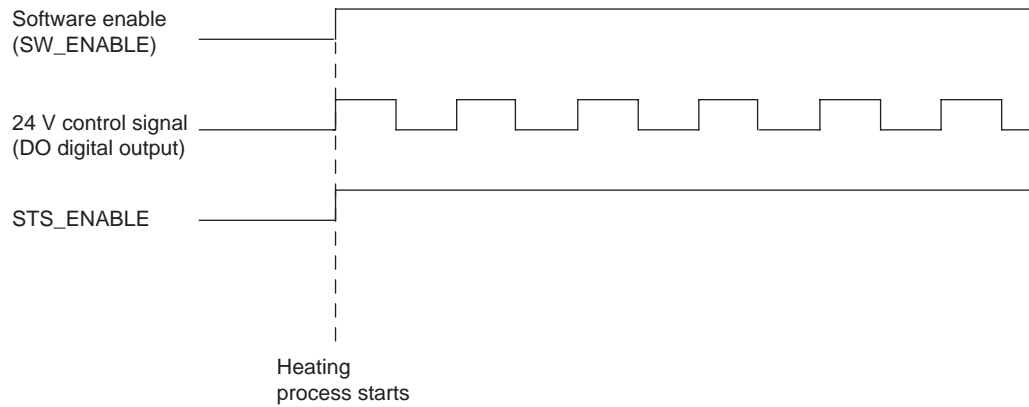 Software enable
(SW_ENABLE)
24 V control signal
(DO digital output)
STS_ENABLE
Heating
process starts